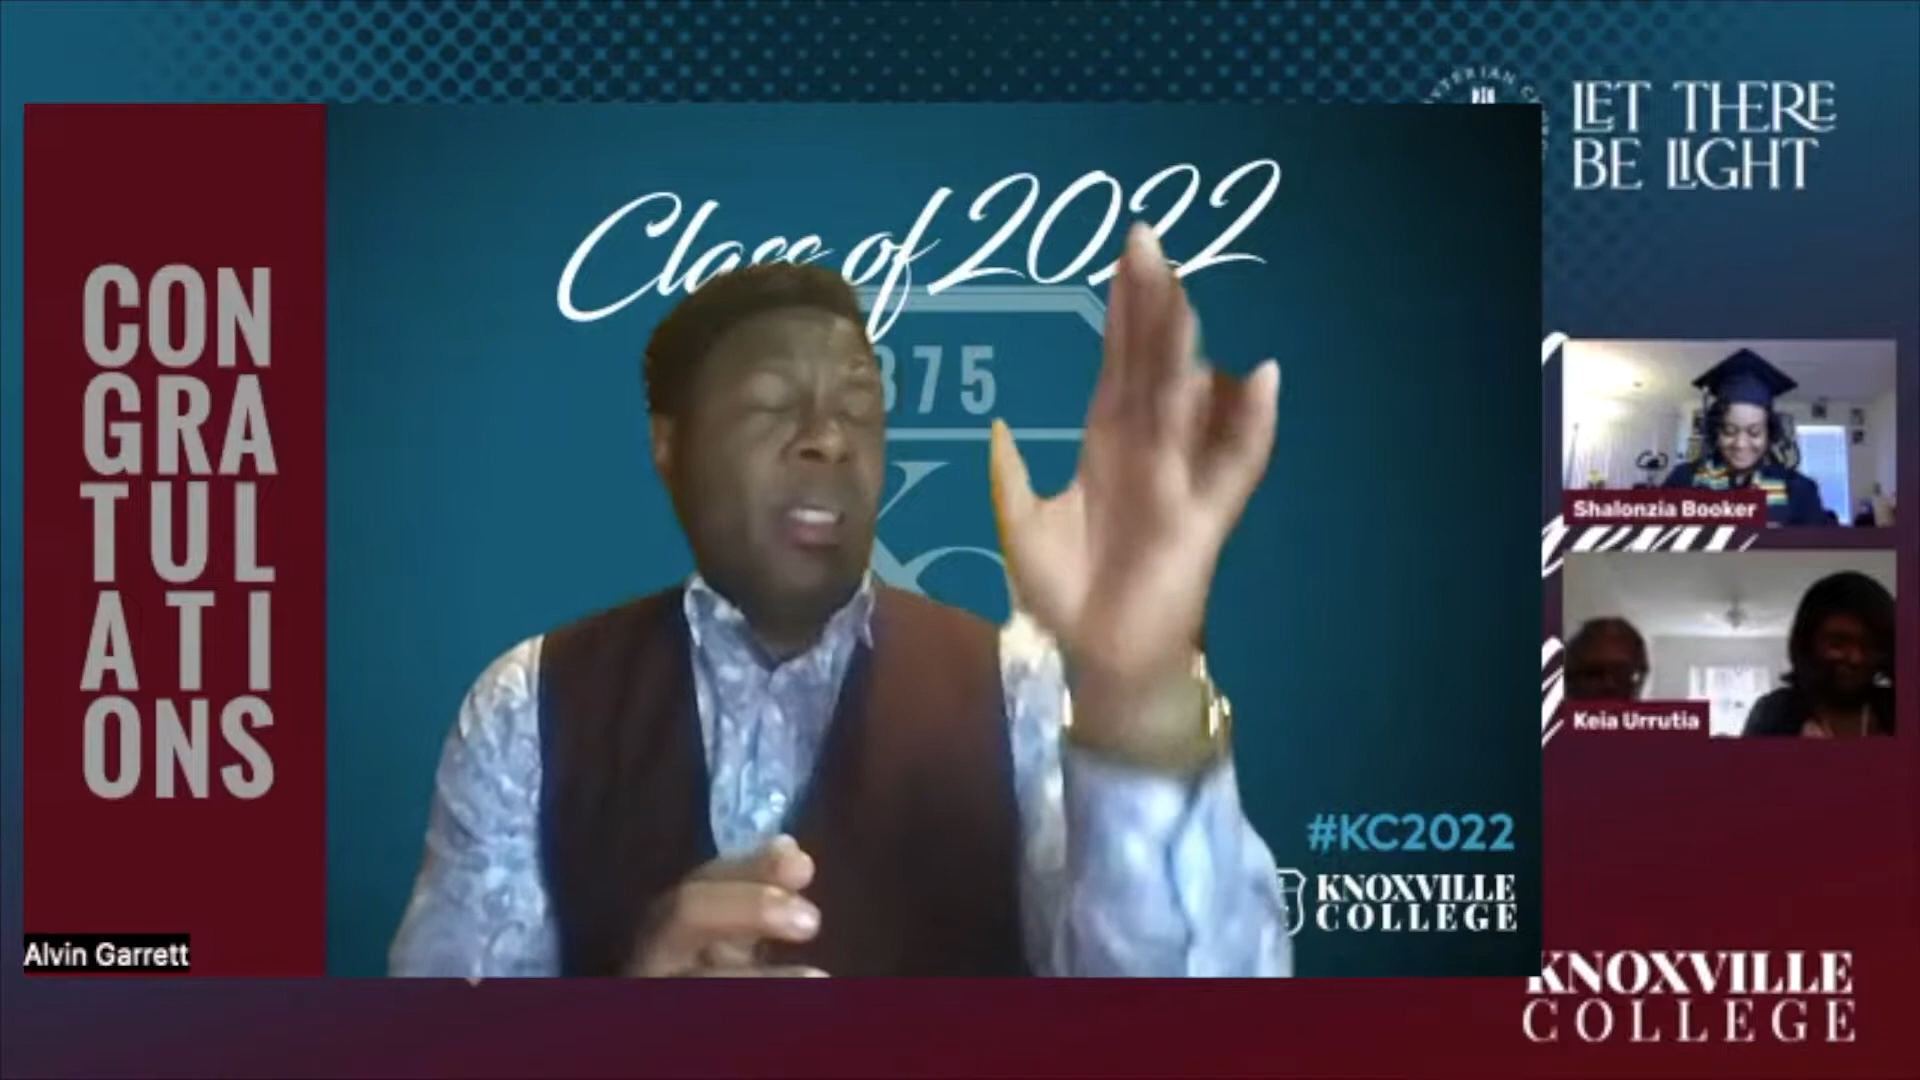 LET THERE
BE LIGHT
CON
GRA
TUL
ATI
ONS
Class of 2022
875
Shalonzia Booker
Keia Urrutia
#KC2022
KNOXVILLE
COLLEGE
Alvin Garrett
KNOXVILLE
COLLEGE